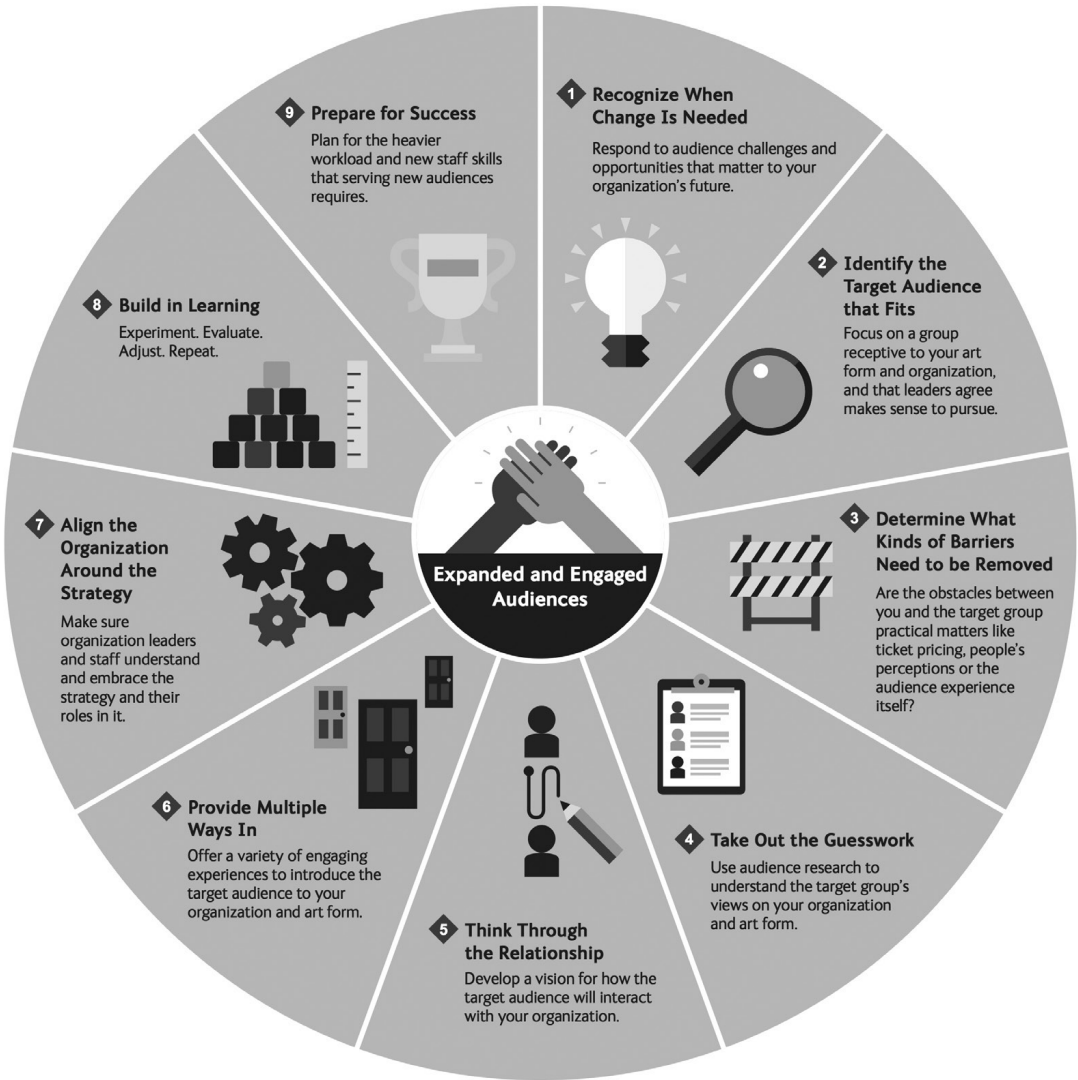 1 Recognize When
Change Is Needed
Respond to audience challenges and
opportunities that matter to your
organization's future.
2 Identify the
Target Audience
that Fits
Focus on a group
receptive to your art
form and organization,
and that leaders agree
makes sense to pursue.
3 Determine What
Kinds of Barriers
Need to be Removed
Are the obstacles between
you and the target group
practical matters like
ticket pricing, people's
perceptions or the
audience experience
itself?
4 Take Out the Guesswork
Use audience research to
understand the target group's
views on your organization
and art form.
5 Think Through
the Relationship
Develop a vision for how the
target audience will interact
with your organization.
6 Provide Multiple
Ways In
Offer a variety of engaging
experiences to introduce the
target audience to your
organization and art form.
7 Align the
Organization
Around the
Strategy
Make sure
organization leaders
and staff understand
and embrace the
strategy and their
roles in it.
8 Build in Learning
Experiment. Evaluate.
Adjust. Repeat.
9 Prepare for Success
Plan for the heavier
workload and new staff skills
that serving new audiences
requires.
Expanded and Engaged
Audiences